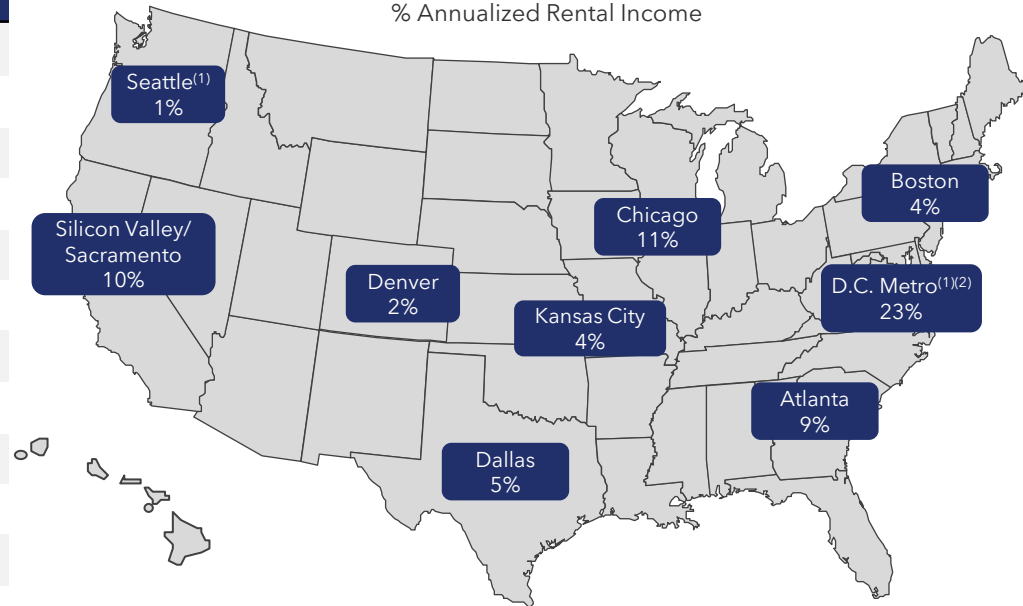 % Annualized Rental Income
Seattle(1)
1%
Boston
4%
Chicago
11%
Silicon Valley/
Sacramento
10%
Denver
2%
D.C. Metro(1)(2)
23%
Kansas City
4%
Atlanta
9%
Dallas
5%